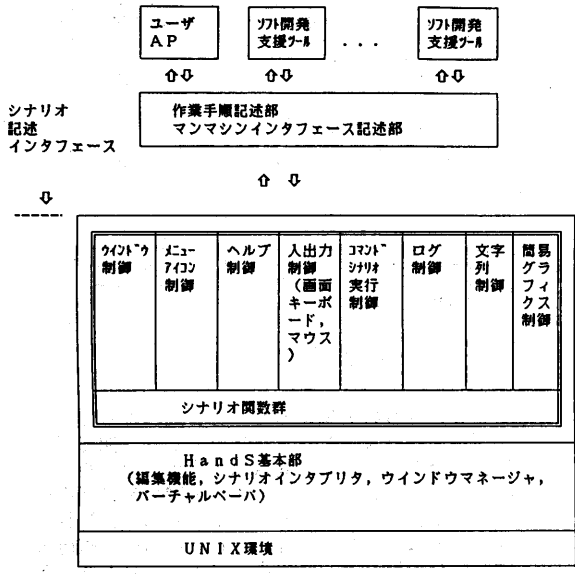 ユーザ
ＡＰ
ｿﾌﾄ開発
支援ﾂｰﾙ
...
ｿﾌﾄ開発
支援ﾂｰﾙ
シナリオ
記述
インタフェース
作業手順記述部
マンマシンインタフェース記述部
ｳｲﾝﾄﾞｳ
制御
ﾒﾆｭｰ
ｱｲｺﾝ
制御
ヘルプ
制御
入出力
制御
（画面
キーボ
ード，
マウス
）
ｺﾏﾝﾄﾞ
ｼﾅﾘｵ
実行
制御
ログ
制御
文字
列
制御
簡易
グラ
フィ
クス
制御
シナリオ関数群
ＨａｎｄＳ基本部
（編集機能，シナリオインタプリタ，ウインドウマネージャ，
バーチャルペーパ）
ＵＮＩＸ環境